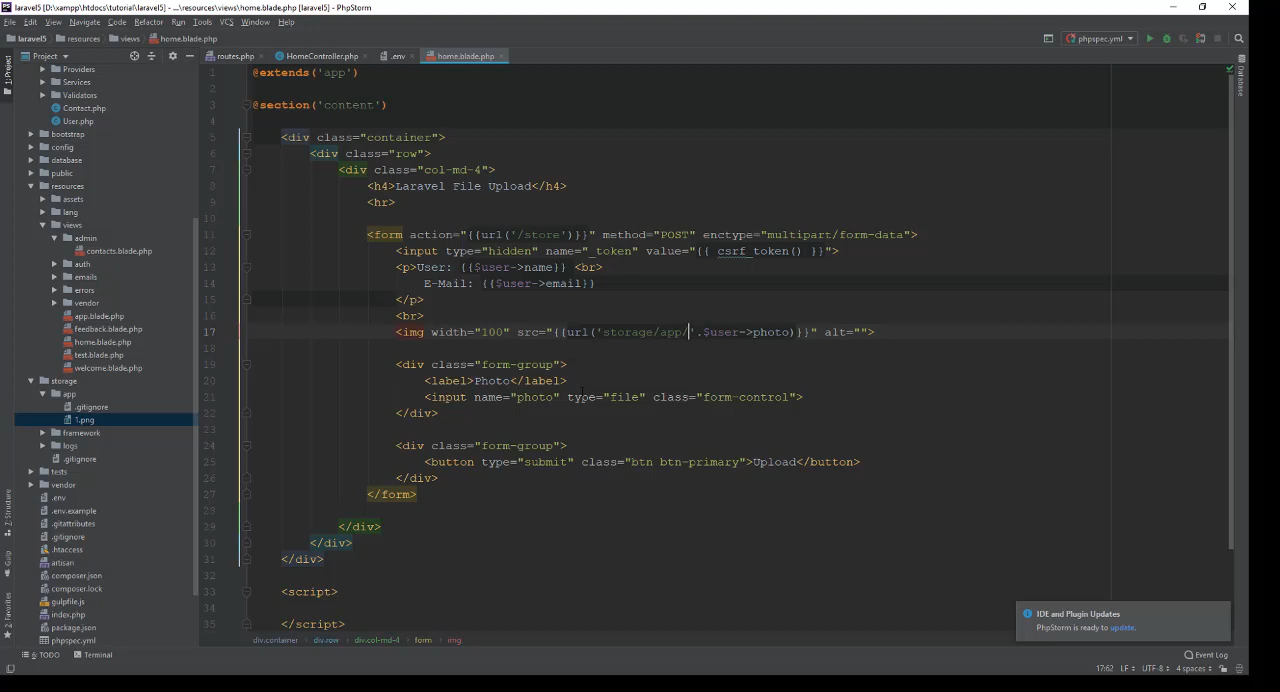 laravel5 [D:\xampp\htdocs\tutorial\laravel5] - ...\resources\views\home.blade.php [laravel5] - PhpStorm
File Edit View Navigate Code Refactor Run Tools VCS Window Help
laravel5 resources views home.blade.php
phpspec.yml
Project
routes.php HomeController.php .env home.blade.php
1: Project
Database
Providers
Services
Validators
Contact.php
User.php
bootstrap
config
database
public
resources
assets
lang
views
admin
contacts.blade.php
auth
emails
errors
vendor
app.blade.php
feedback.blade.php
home.blade.php
test.blade.php
welcome.blade.php
storage
app
.gitignore
1.png
framework
logs
.gitignore
tests
vendor
.env
.env.example
.gitattributes
.gitignore
.htaccess
artisan
composer.json
composer.lock
gulpfile.js
index.php
package.json
phpspec.yml
7: Structure
Gulp
2: Favorites
1 @extends('app')
2
3 @section('content')
4
5 <div class="container">
6 <div class="row">
7 <div class="col-md-4">
8 <h4>Laravel File Upload</h4>
9 <hr>
10
11 <form action="{{url('/store')}}" method="POST" enctype="multipart/form-data">
12 <input type="hidden" name="_token" value="{{ csrf_token() }}">
13 <p>User: {{$user->name}} <br>
14 E-Mail: {{$user->email}}
15 </p>
16 <br>
17 <img width="100" src="{{url('storage/app/'.$user->photo)}}" alt="">
18
19 <div class="form-group">
20 <label>Photo</label>
21 <input name="photo" type="file" class="form-control">
22 </div>
23
24 <div class="form-group">
25 <button type="submit" class="btn btn-primary">Upload</button>
26 </div>
27 </form>
28
29 </div>
30 </div>
31 </div>
32
33 <script>
34
35 </script>
IDE and Plugin Updates
PhpStorm is ready to update.
div.container div.row div.col-md-4 form img
6: TODO Terminal
Event Log
17:62 LF UTF-8 4 spaces